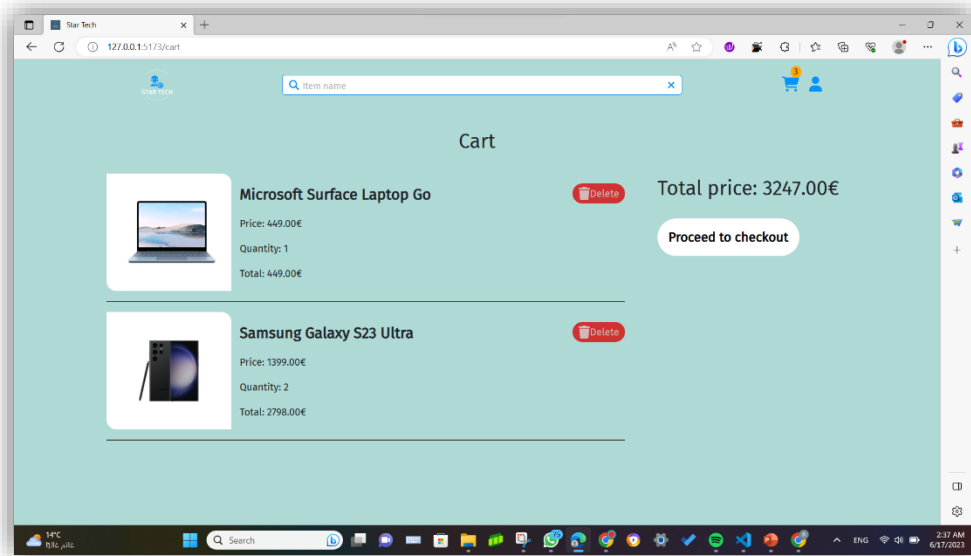 Star Tech
127.0.0.1:5173/cart
STAR TECH
Item name
3
Cart
Microsoft Surface Laptop Go
Delete
Price: 449.00€
Quantity: 1
Total: 449.00€
Total price: 3247.00€
Proceed to checkout
Samsung Galaxy S23 Ultra
Delete
Price: 1399.00€
Quantity: 2
Total: 2798.00€
14°C
غائم غالبًا
Search
ENG
2:37 AM
6/17/2023